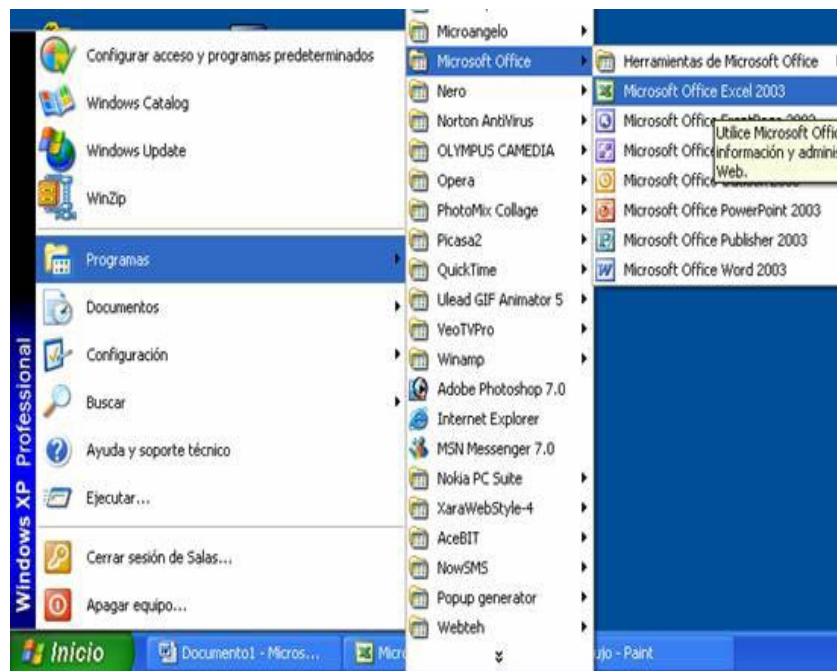 Configurar acceso y programas predeterminados
Windows Catalog
Windows Update
WinZip
Programas
Documentos
Configuración
Buscar
Ayuda y soporte técnico
Ejecutar...
Cerrar sesión de Salas...
Apagar equipo...
Windows XP Professional
Microangelo
Microsoft Office
Nero
Norton AntiVirus
OLYMPUS CAMEDIA
Opera
PhotoMix Collage
Picasa2
QuickTime
Ulead GIF Animator 5
VeoTVPro
Winamp
Adobe Photoshop 7.0
Internet Explorer
MSN Messenger 7.0
Nokia PC Suite
XaraWebStyle-4
AceBIT
NowSMS
Popup generator
Webteh
Herramientas de Microsoft Office
Microsoft Office Excel 2003
Microsoft Office
Microsoft Office
Microsoft Office
Microsoft Office PowerPoint 2003
Microsoft Office Publisher 2003
Microsoft Office Word 2003
Utilice Microsoft Offic
información y adminis
Web.
Inicio
Documento1 - Micros...
Micro
ujo - Paint